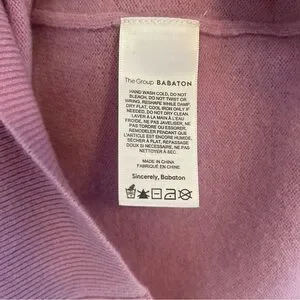 The Group BABATON
HAND WASH COLD, DO NOT
BLEACH, DO NOT TWIST OR
WRING, RESHAPE WHILE DAMP,
DRY FLAT, COOL IRON ONLY IF
NEEDED, DO NOT DRY CLEAN.
LAVER À LA MAIN À L'EAU
FROIDE, NE PAS JAVELISER, NE
PAS TORDRE OU ESSORER,
REMODELER PENDANT QUE
L'ARTICLE EST ENCORE HUMIDE,
SÉCHER À PLAT, REPASSAGE
DOUX SI NÉCESSAIRE, NE PAS
NETTOYER À SEC.
MADE IN CHINA
FABRIQUÉ EN CHINE
Sincerely, Babaton